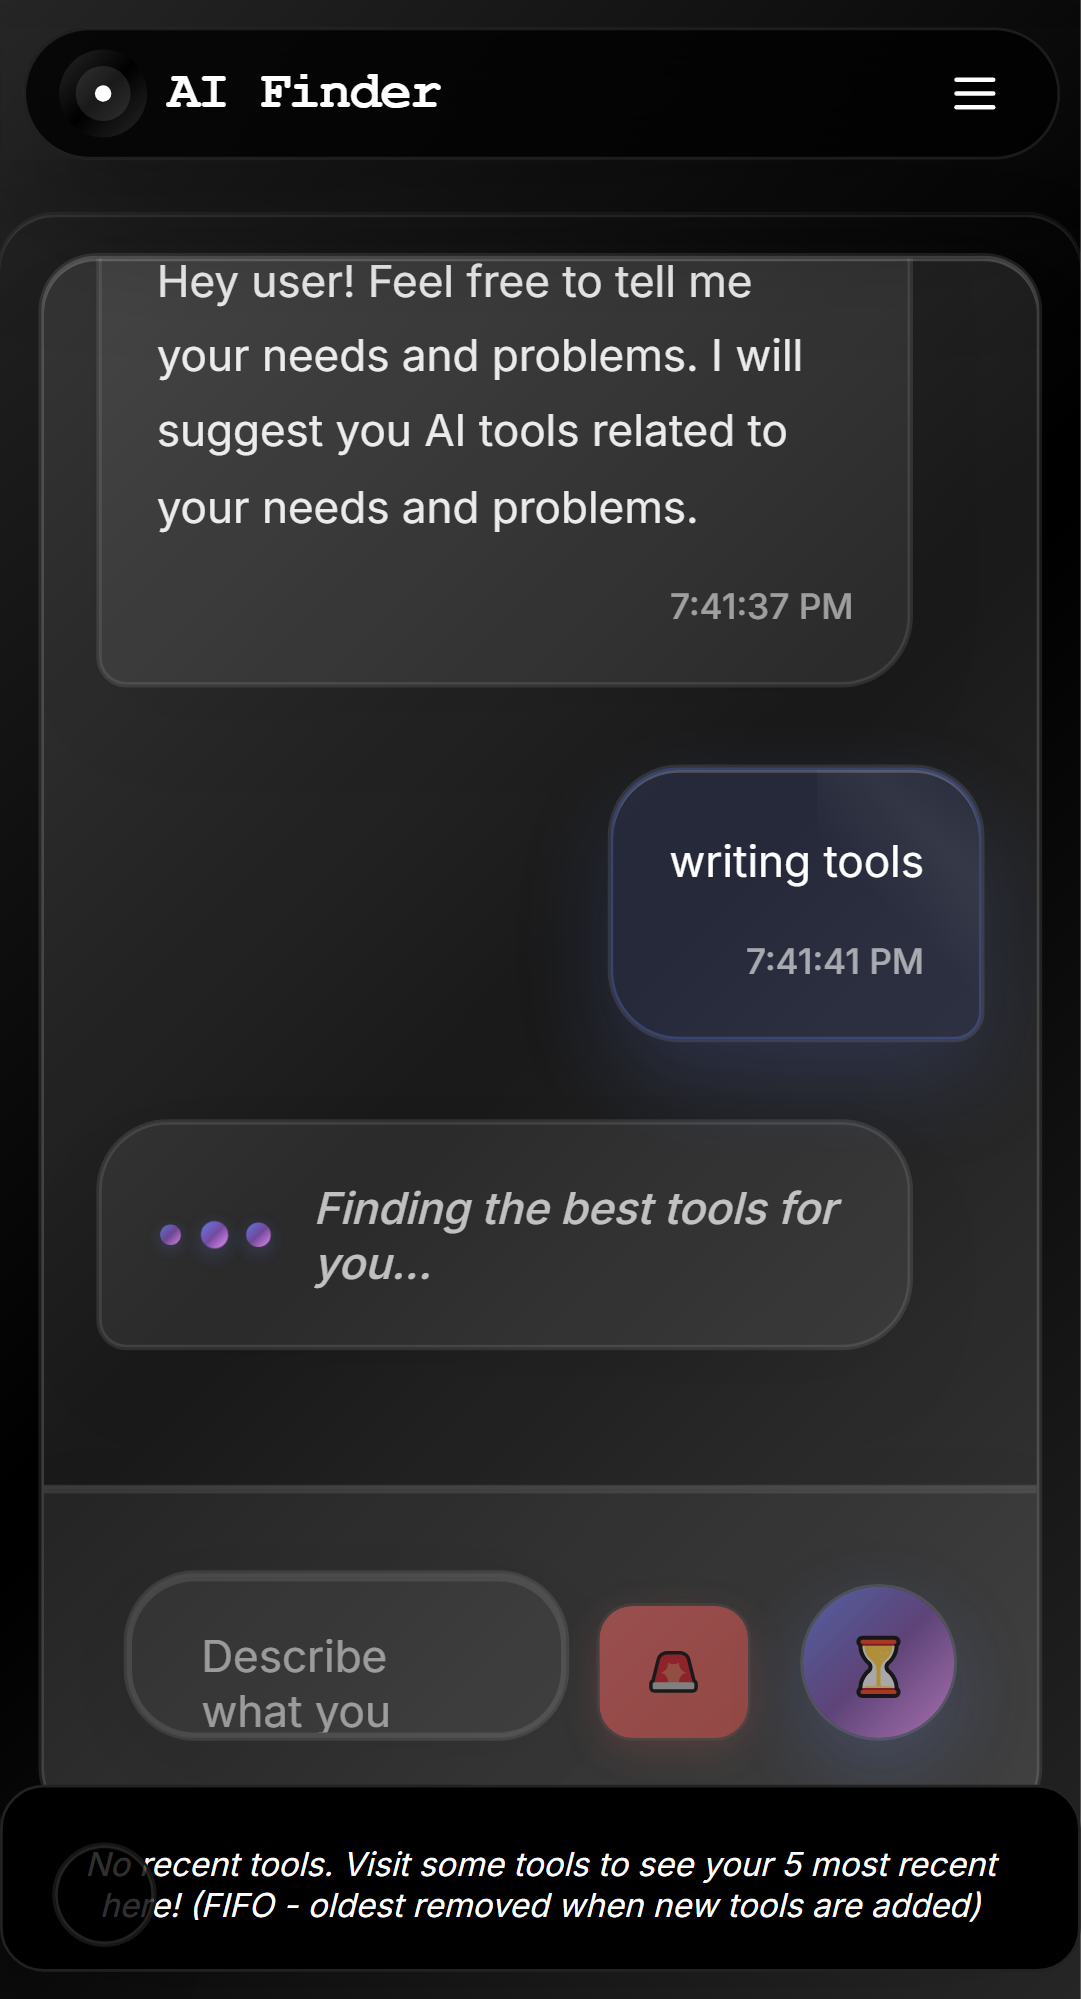 AI Finder
Hey user! Feel free to tell me
your needs and problems. I will
suggest you AI tools related to
your needs and problems.
7:41:37 PM
writing tools
7:41:41 PM
Finding the best tools for
you...
Describe
what you
No recent tools. Visit some tools to see your 5 most recent
here! (FIFO - oldest removed when new tools are added)